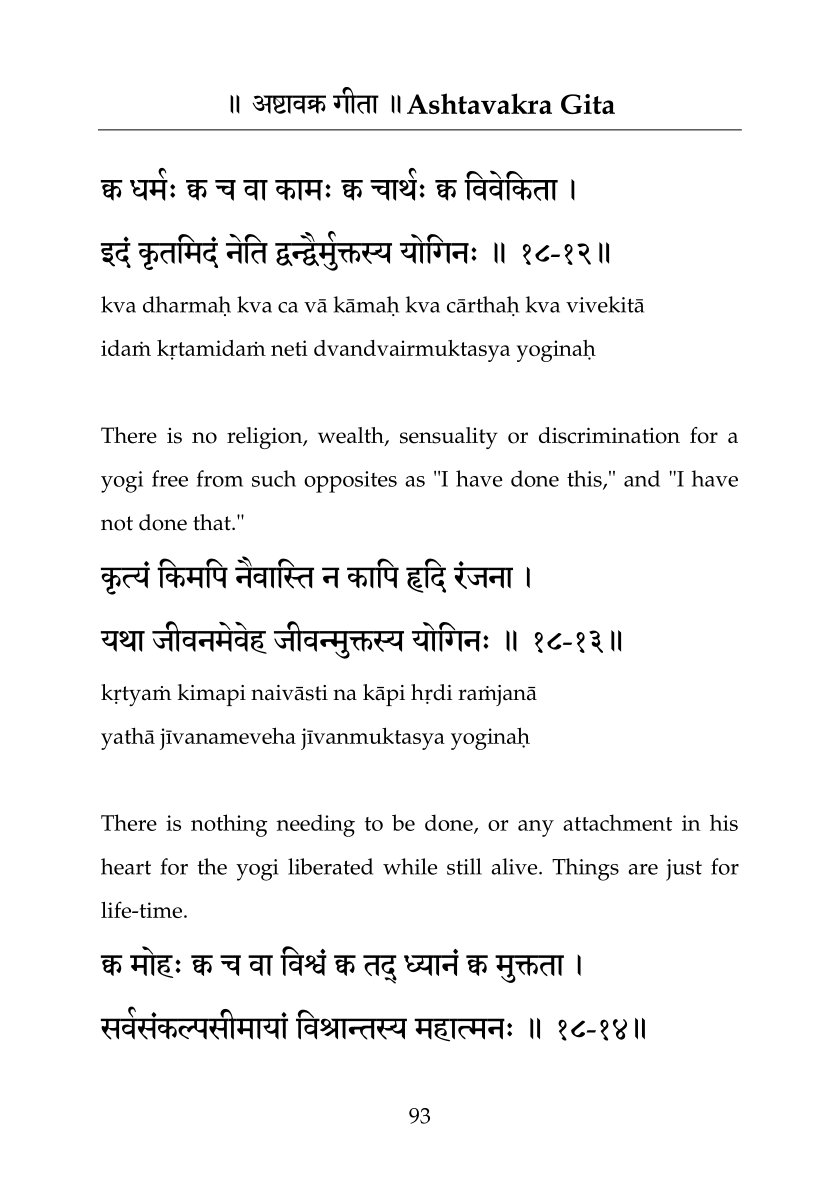 ॥ अष्टावक्र गीता ॥ Ashtavakra Gita
क्व धर्मः क्व च वा कामः क्व चार्थः क्व विवेकिता ।
इदं कृतमिदं नेति द्वन्द्वैर्मुक्तस्य योगिनः ॥ १८-१२॥
kva dharmaḥ kva ca vā kāmaḥ kva cārthaḥ kva vivekitā
idaṁ kṛtamidaṁ neti dvandvairmuktasya yoginaḥ
There is no religion, wealth, sensuality or discrimination for a
yogi free from such opposites as "I have done this," and "I have
not done that."
कृत्यं किमपि नैवास्ति न कापि हृदि रंजना ।
यथा जीवनमेवेह जीवन्मुक्तस्य योगिनः ॥ १८-१३॥
kṛtyaṁ kimapi naivāsti na kāpi hṛdi raṁjanā
yathā jīvanameveha jīvanmuktasya yoginaḥ
There is nothing needing to be done, or any attachment in his
heart for the yogi liberated while still alive. Things are just for
life-time.
क्व मोहः क्व च वा विश्वं क्व तद् ध्यानं क्व मुक्तता ।
सर्वसंकल्पसीमायां विश्रान्तस्य महात्मनः ॥ १८-१४॥
93